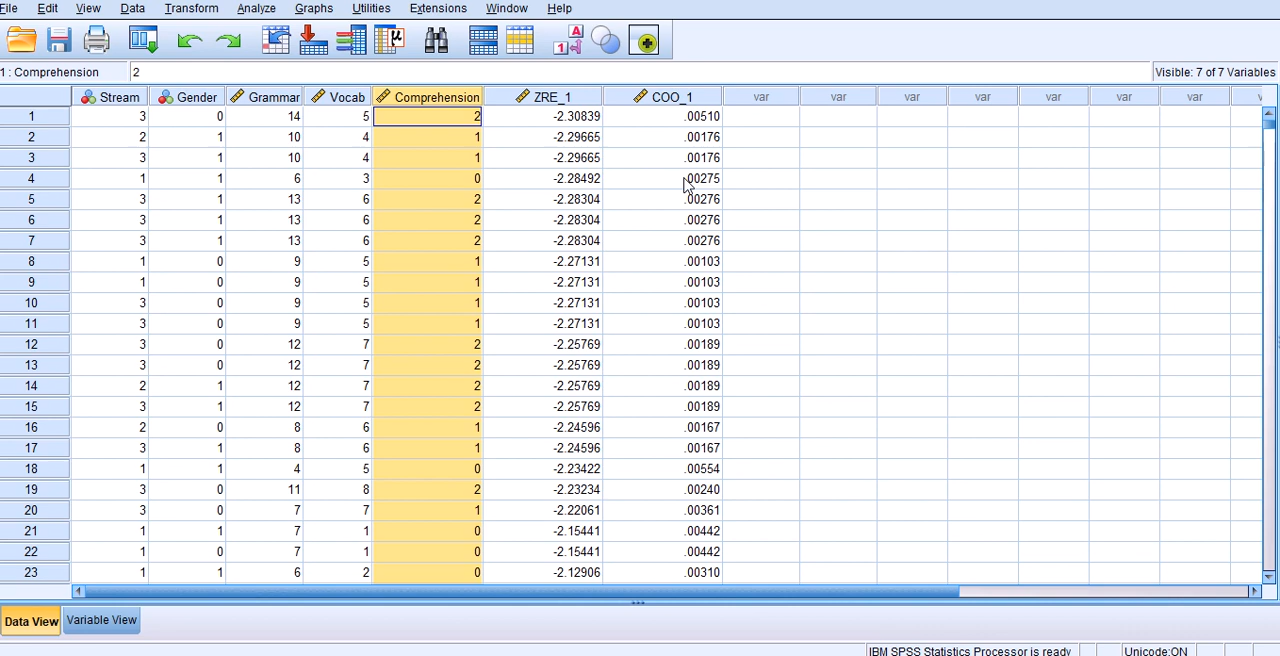 File Edit View Data Transform Analyze Graphs Utilities Extensions Window Help
1 : Comprehension 2 Visible: 7 of 7 Variables
Stream Gender Grammar Vocab Comprehension ZRE_1 COO_1 var var var var var var var
1 3 0 14 5 2 -2.30839 .00510
2 2 1 10 4 1 -2.29665 .00176
3 3 1 10 4 1 -2.29665 .00176
4 1 1 6 3 0 -2.28492 .00275
5 3 1 13 6 2 -2.28304 .00276
6 3 1 13 6 2 -2.28304 .00276
7 3 1 13 6 2 -2.28304 .00276
8 1 0 9 5 1 -2.27131 .00103
9 1 0 9 5 1 -2.27131 .00103
10 3 0 9 5 1 -2.27131 .00103
11 3 0 9 5 1 -2.27131 .00103
12 3 0 12 7 2 -2.25769 .00189
13 3 0 12 7 2 -2.25769 .00189
14 2 1 12 7 2 -2.25769 .00189
15 3 1 12 7 2 -2.25769 .00189
16 2 0 8 6 1 -2.24596 .00167
17 3 1 8 6 1 -2.24596 .00167
18 1 1 4 5 0 -2.23422 .00554
19 3 0 11 8 2 -2.23234 .00240
20 3 0 7 7 1 -2.22061 .00361
21 1 1 7 1 0 -2.15441 .00442
22 1 0 7 1 0 -2.15441 .00442
23 1 1 6 2 0 -2.12906 .00310
Data View Variable View
IBM SPSS Statistics Processor is ready Unicode:ON